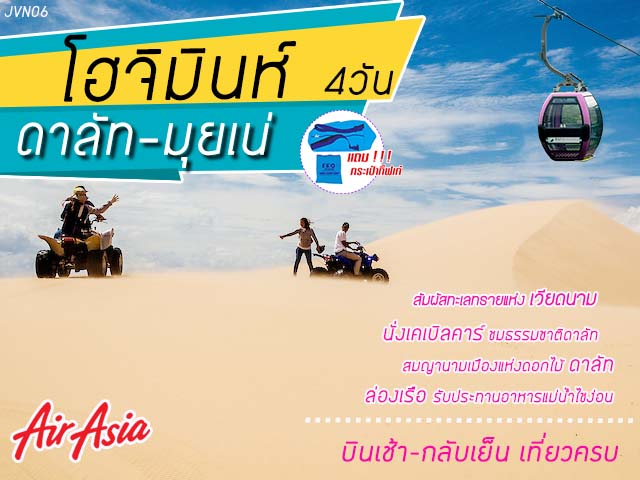 JVN06
โฮจิมินห์ 4วัน
ดาลัท-มุยเน่
แถม !!!
กระเป๋ากิ๊ฟเก๋
สัมผัสทะเลทรายแห่ง เวียดนาม
นั่งเคเบิลคาร์ ชมธรรมชาติดาลัท
สมญานามเมืองแห่งดอกไม้ ดาลัท
ล่องเรือ รับประทานอาหารแม่น้ำไซง่อน
AirAsia
บินเช้า-กลับเย็น เที่ยวครบ